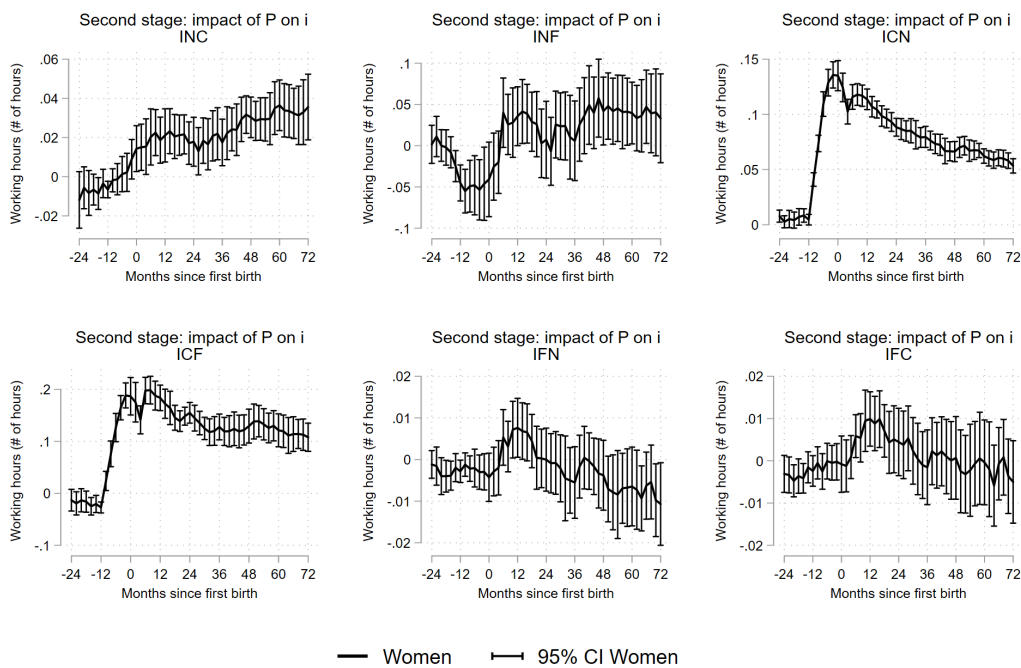 Second stage: impact of P on i
INC
Working hours (# of hours)
.06
.04
.02
0
-.02
-24 -12 0 12 24 36 48 60 72
Months since first birth
Second stage: impact of P on i
INF
Working hours (# of hours)
.1
.05
0
-.05
-.1
-24 -12 0 12 24 36 48 60 72
Months since first birth
Second stage: impact of P on i
ICN
Working hours (# of hours)
.15
.1
.05
0
-24 -12 0 12 24 36 48 60 72
Months since first birth
Second stage: impact of P on i
ICF
Working hours (# of hours)
.2
.1
0
-.1
-24 -12 0 12 24 36 48 60 72
Months since first birth
Second stage: impact of P on i
IFN
Working hours (# of hours)
.02
.01
0
-.01
-.02
-24 -12 0 12 24 36 48 60 72
Months since first birth
Second stage: impact of P on i
IFC
Working hours (# of hours)
.02
.01
0
-.01
-.02
-24 -12 0 12 24 36 48 60 72
Months since first birth
Women 95% CI Women